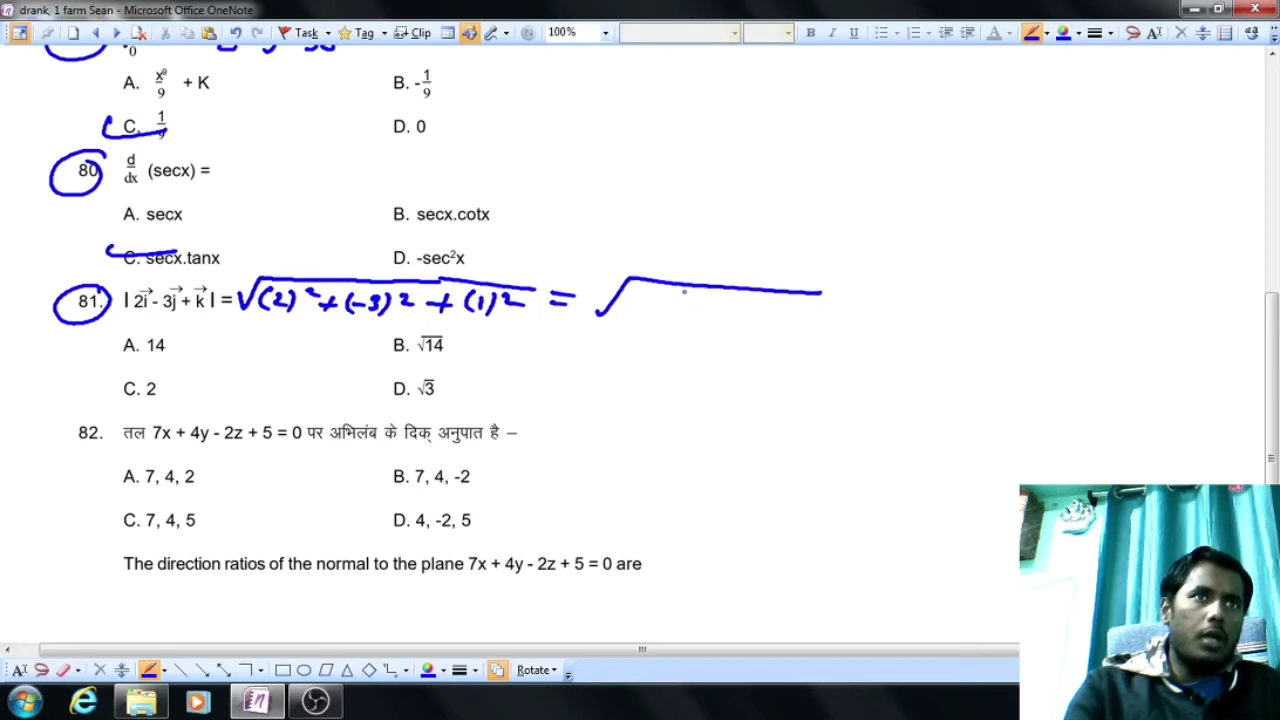 drank, 1 farm Sean - Microsoft Office OneNote
Task Tag Clip 100% B I U
0
A. x⁹/9 + K B. -1/9
C. 1/9 D. 0
80 d/dx (secx) =
A. secx B. secx.cotx
C. secx.tanx D. -sec²x
81. | 2i⃗ - 3j⃗ + k⃗ | = √(2)² + (-3)² + (1)² = √
A. 14 B. √14
C. 2 D. √3
82. तल 7x + 4y - 2z + 5 = 0 पर अभिलंब के दिक् अनुपात है –
A. 7, 4, 2 B. 7, 4, -2
C. 7, 4, 5 D. 4, -2, 5
The direction ratios of the normal to the plane 7x + 4y - 2z + 5 = 0 are
Rotate